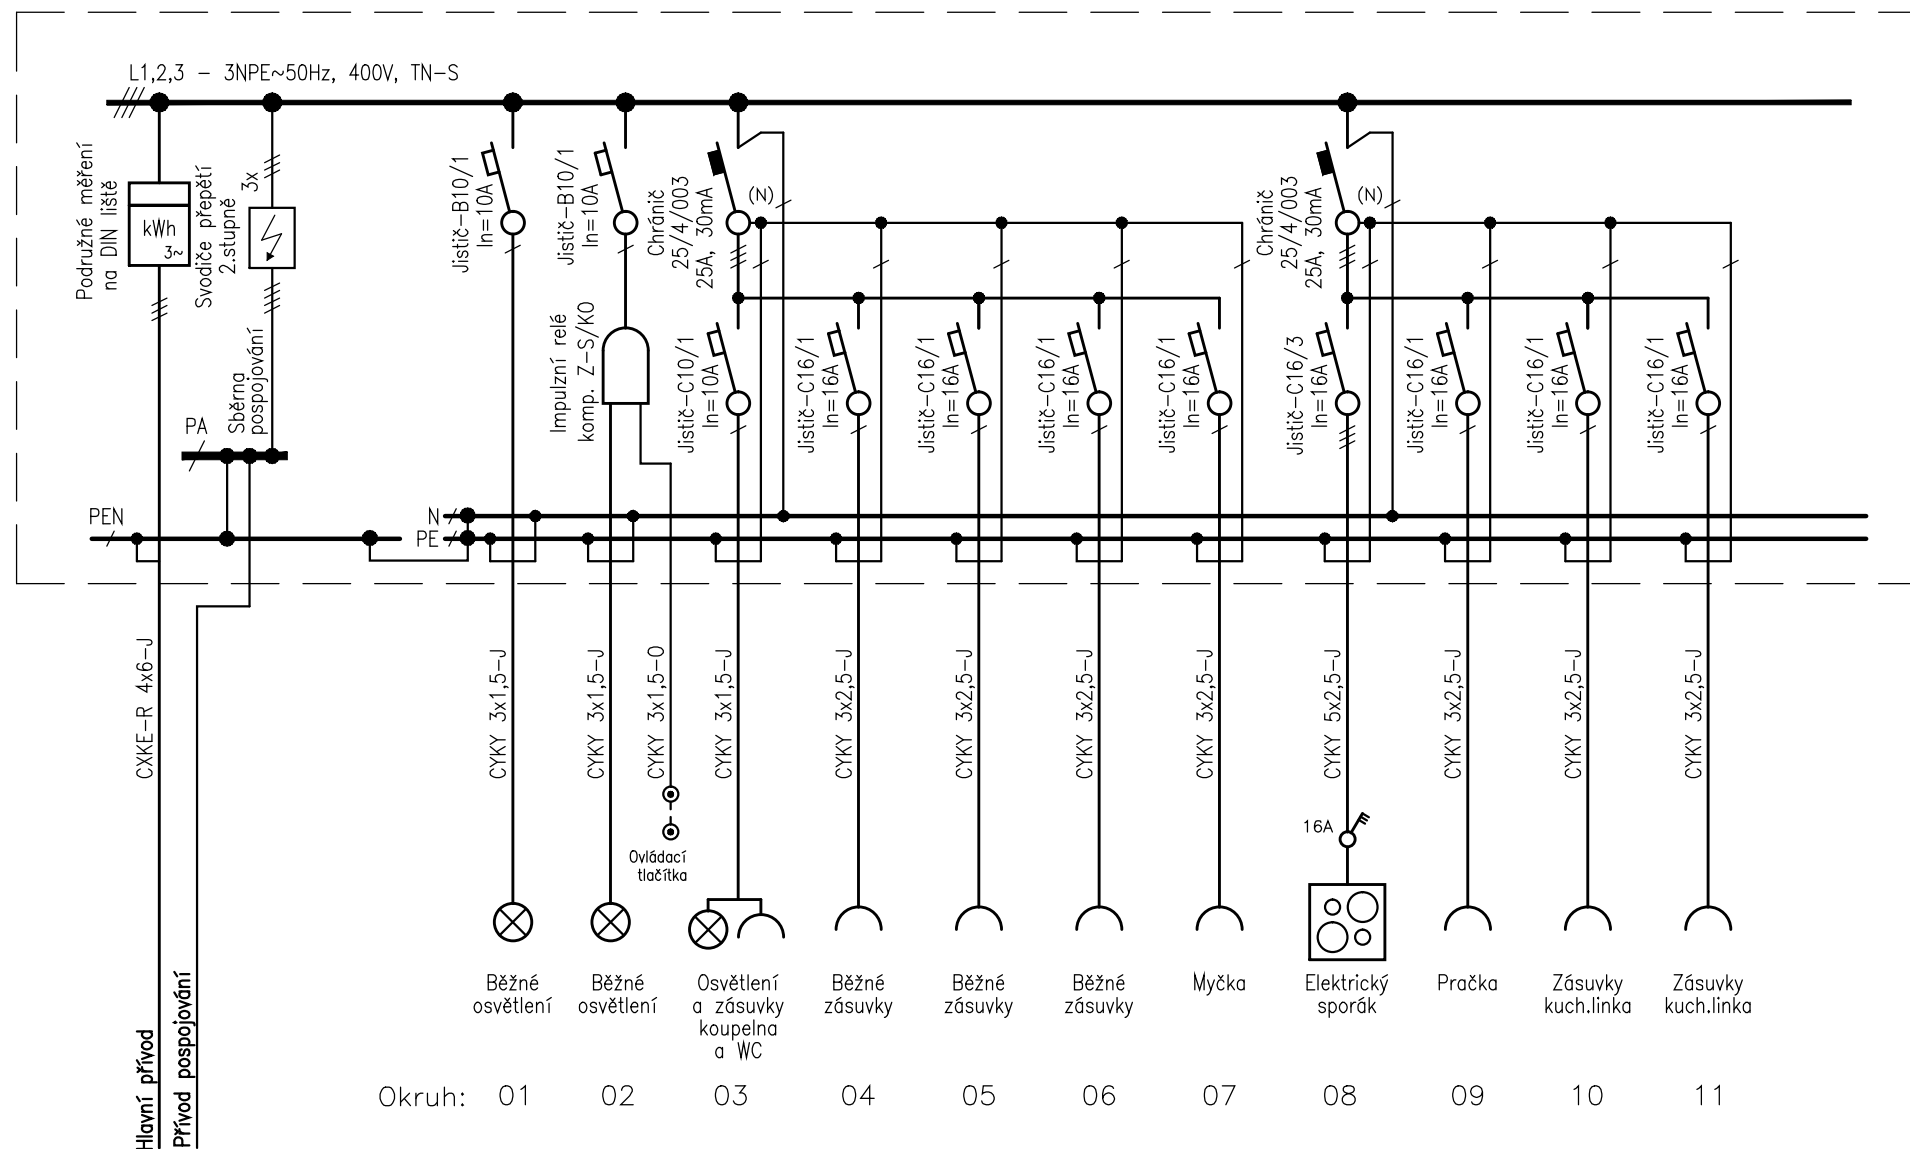 L1,2,3 - 3NPE~50Hz, 400V, TN-S
Podružné měření
na DIN liště
kWh
3~
Svodiče přepětí
2.stupně
3x
Jistič-B10/1
In=10A
Jistič-B10/1
In=10A
Chránič
25/4/003
25A, 30mA
(N)
Chránič
25/4/003
25A, 30mA
(N)
Impulzní relé
komp. Z-S/KO
Jistič-C10/1
In=10A
Jistič-C16/1
In=16A
Jistič-C16/1
In=16A
Jistič-C16/1
In=16A
Jistič-C16/1
In=16A
Jistič-C16/3
In=16A
Jistič-C16/1
In=16A
Jistič-C16/1
In=16A
Jistič-C16/1
In=16A
Sběrna
pospojování
PA
PEN
N
PE
CXKE-R 4x6-J
CYKY 3x1,5-J
CYKY 3x1,5-J
CYKY 3x1,5-O
CYKY 3x1,5-J
CYKY 3x2,5-J
CYKY 3x2,5-J
CYKY 3x2,5-J
CYKY 3x2,5-J
CYKY 5x2,5-J
CYKY 3x2,5-J
CYKY 3x2,5-J
CYKY 3x2,5-J
16A
Ovládací
tlačítka
Běžné
osvětlení
Běžné
osvětlení
Osvětlení
a zásuvky
koupelna
a WC
Běžné
zásuvky
Běžné
zásuvky
Běžné
zásuvky
Myčka
Elektrický
sporák
Pračka
Zásuvky
kuch.linka
Zásuvky
kuch.linka
Hlavní přívod
Přívod pospojování
Okruh: 01 02 03 04 05 06 07 08 09 10 11